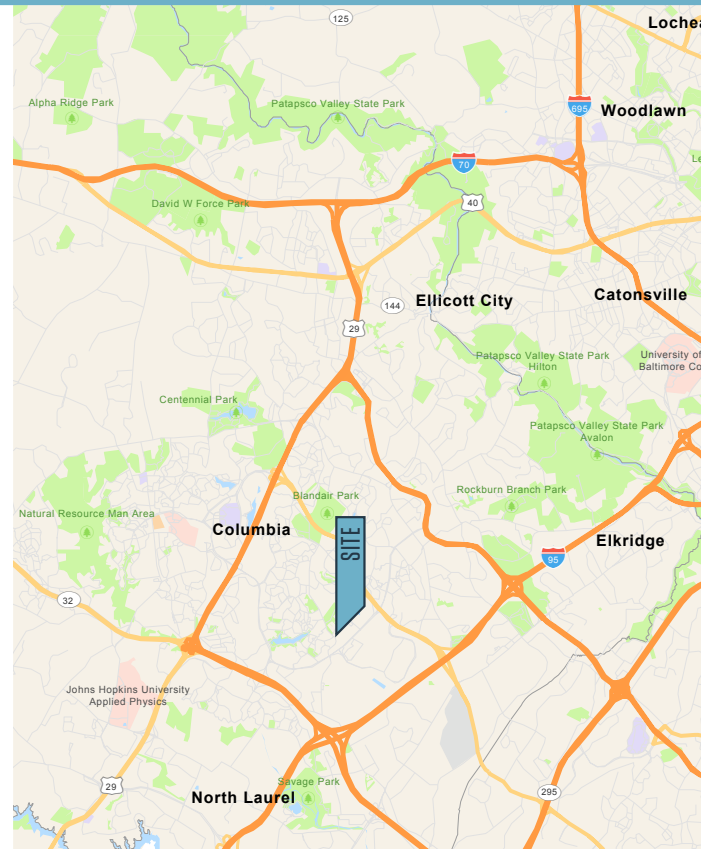 125
Alpha Ridge Park
Patapsco Valley State Park
695
Woodlawn
70
40
David W Force Park
144
Ellicott City
Catonsville
29
Patapsco Valley State Park
Hilton
University of
Centennial Park
Patapsco Valley State Park
Avalon
Blandair Park
Rockburn Branch Park
Natural Resource Man Area
Columbia
SITE
Elkridge
95
32
Johns Hopkins University
Applied Physics
29
Savage Park
North Laurel
295